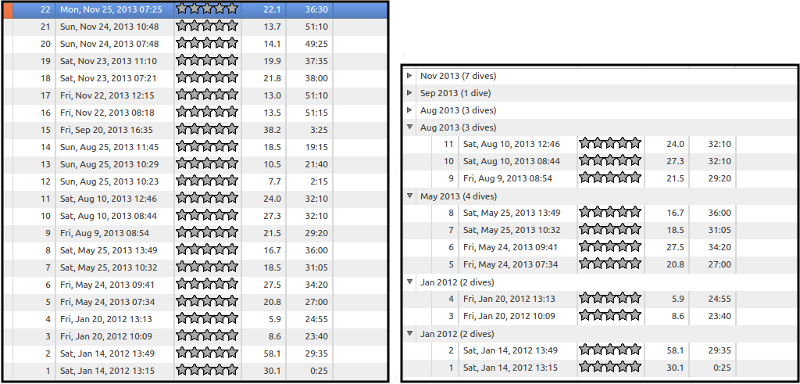 22 Mon, Nov 25, 2013 07:25 22.1 36:30
21 Sun, Nov 24, 2013 10:48 13.7 51:10
20 Sun, Nov 24, 2013 07:48 14.1 49:25
19 Sat, Nov 23, 2013 11:10 19.9 37:35
18 Sat, Nov 23, 2013 07:21 21.8 38:00
17 Fri, Nov 22, 2013 12:15 13.0 51:10
16 Fri, Nov 22, 2013 08:18 13.5 51:15
15 Fri, Sep 20, 2013 16:35 38.2 3:25
14 Sun, Aug 25, 2013 11:45 18.5 19:15
13 Sun, Aug 25, 2013 10:29 10.5 21:40
12 Sun, Aug 25, 2013 10:23 7.7 2:15
11 Sat, Aug 10, 2013 12:46 24.0 32:10
10 Sat, Aug 10, 2013 08:44 27.3 32:10
9 Fri, Aug 9, 2013 08:54 21.5 29:20
8 Sat, May 25, 2013 13:49 16.7 36:00
7 Sat, May 25, 2013 10:32 18.5 31:05
6 Fri, May 24, 2013 09:41 27.5 34:20
5 Fri, May 24, 2013 07:34 20.8 27:00
4 Fri, Jan 20, 2012 13:13 5.9 24:55
3 Fri, Jan 20, 2012 10:09 8.6 23:40
2 Sat, Jan 14, 2012 13:49 58.1 29:35
1 Sat, Jan 14, 2012 13:15 30.1 0:25
Nov 2013 (7 dives)
Sep 2013 (1 dive)
Aug 2013 (3 dives)
Aug 2013 (3 dives)
11 Sat, Aug 10, 2013 12:46 24.0 32:10
10 Sat, Aug 10, 2013 08:44 27.3 32:10
9 Fri, Aug 9, 2013 08:54 21.5 29:20
May 2013 (4 dives)
8 Sat, May 25, 2013 13:49 16.7 36:00
7 Sat, May 25, 2013 10:32 18.5 31:05
6 Fri, May 24, 2013 09:41 27.5 34:20
5 Fri, May 24, 2013 07:34 20.8 27:00
Jan 2012 (2 dives)
4 Fri, Jan 20, 2012 13:13 5.9 24:55
3 Fri, Jan 20, 2012 10:09 8.6 23:40
Jan 2012 (2 dives)
2 Sat, Jan 14, 2012 13:49 58.1 29:35
1 Sat, Jan 14, 2012 13:15 30.1 0:25